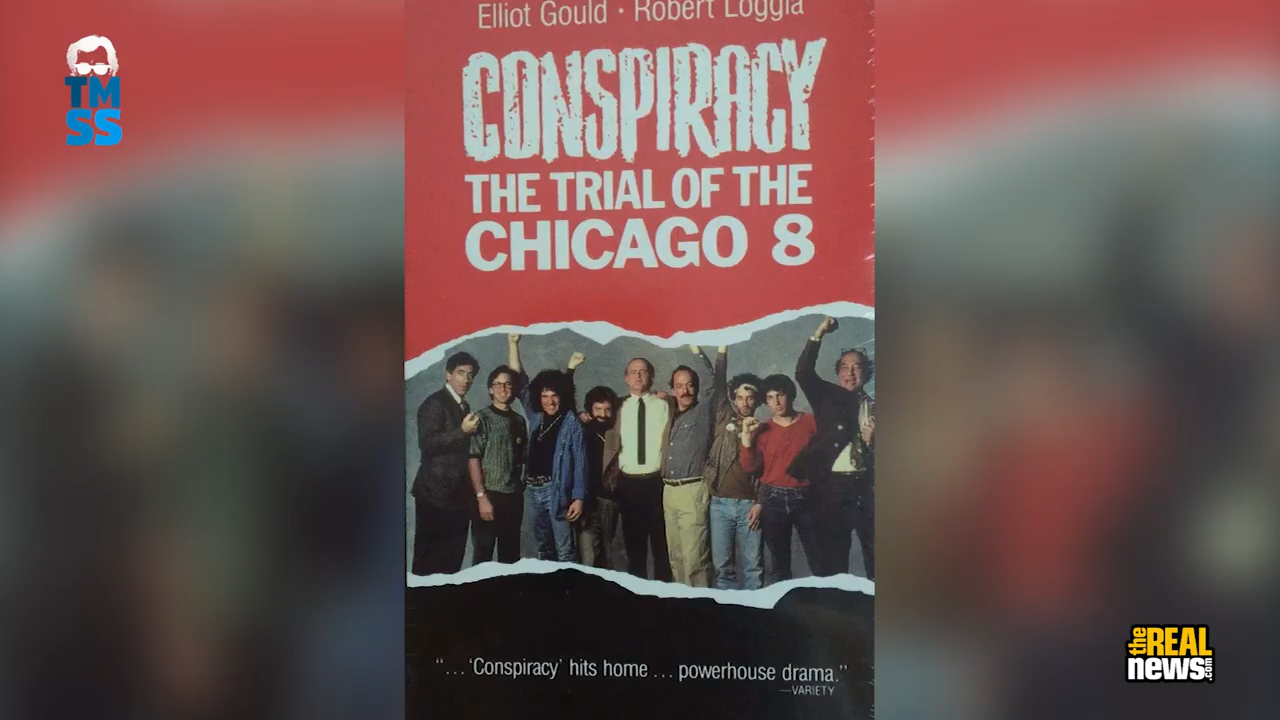 Elliot Gould · Robert Loggia
TM
SS
CONSPIRACY
THE TRIAL OF THE
CHICAGO 8
“... ‘Conspiracy’ hits home ... powerhouse drama.”
—VARIETY
the REAL
news.com